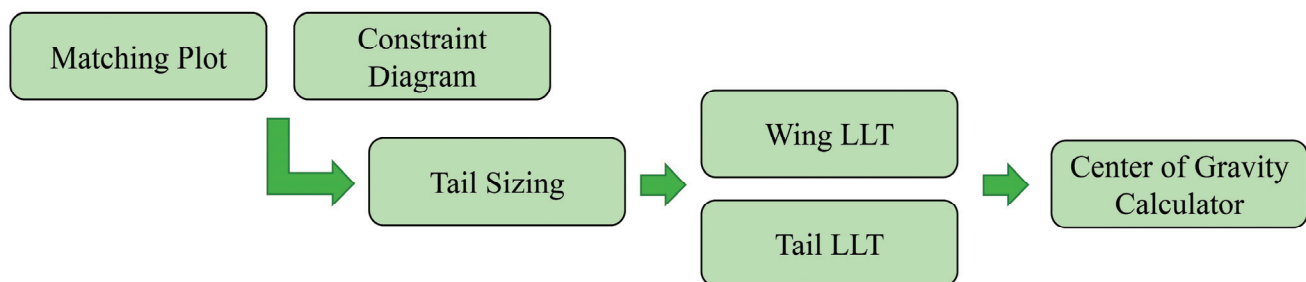 Matching Plot
Constraint
Diagram
Tail Sizing
Wing LLT
Tail LLT
Center of Gravity
Calculator